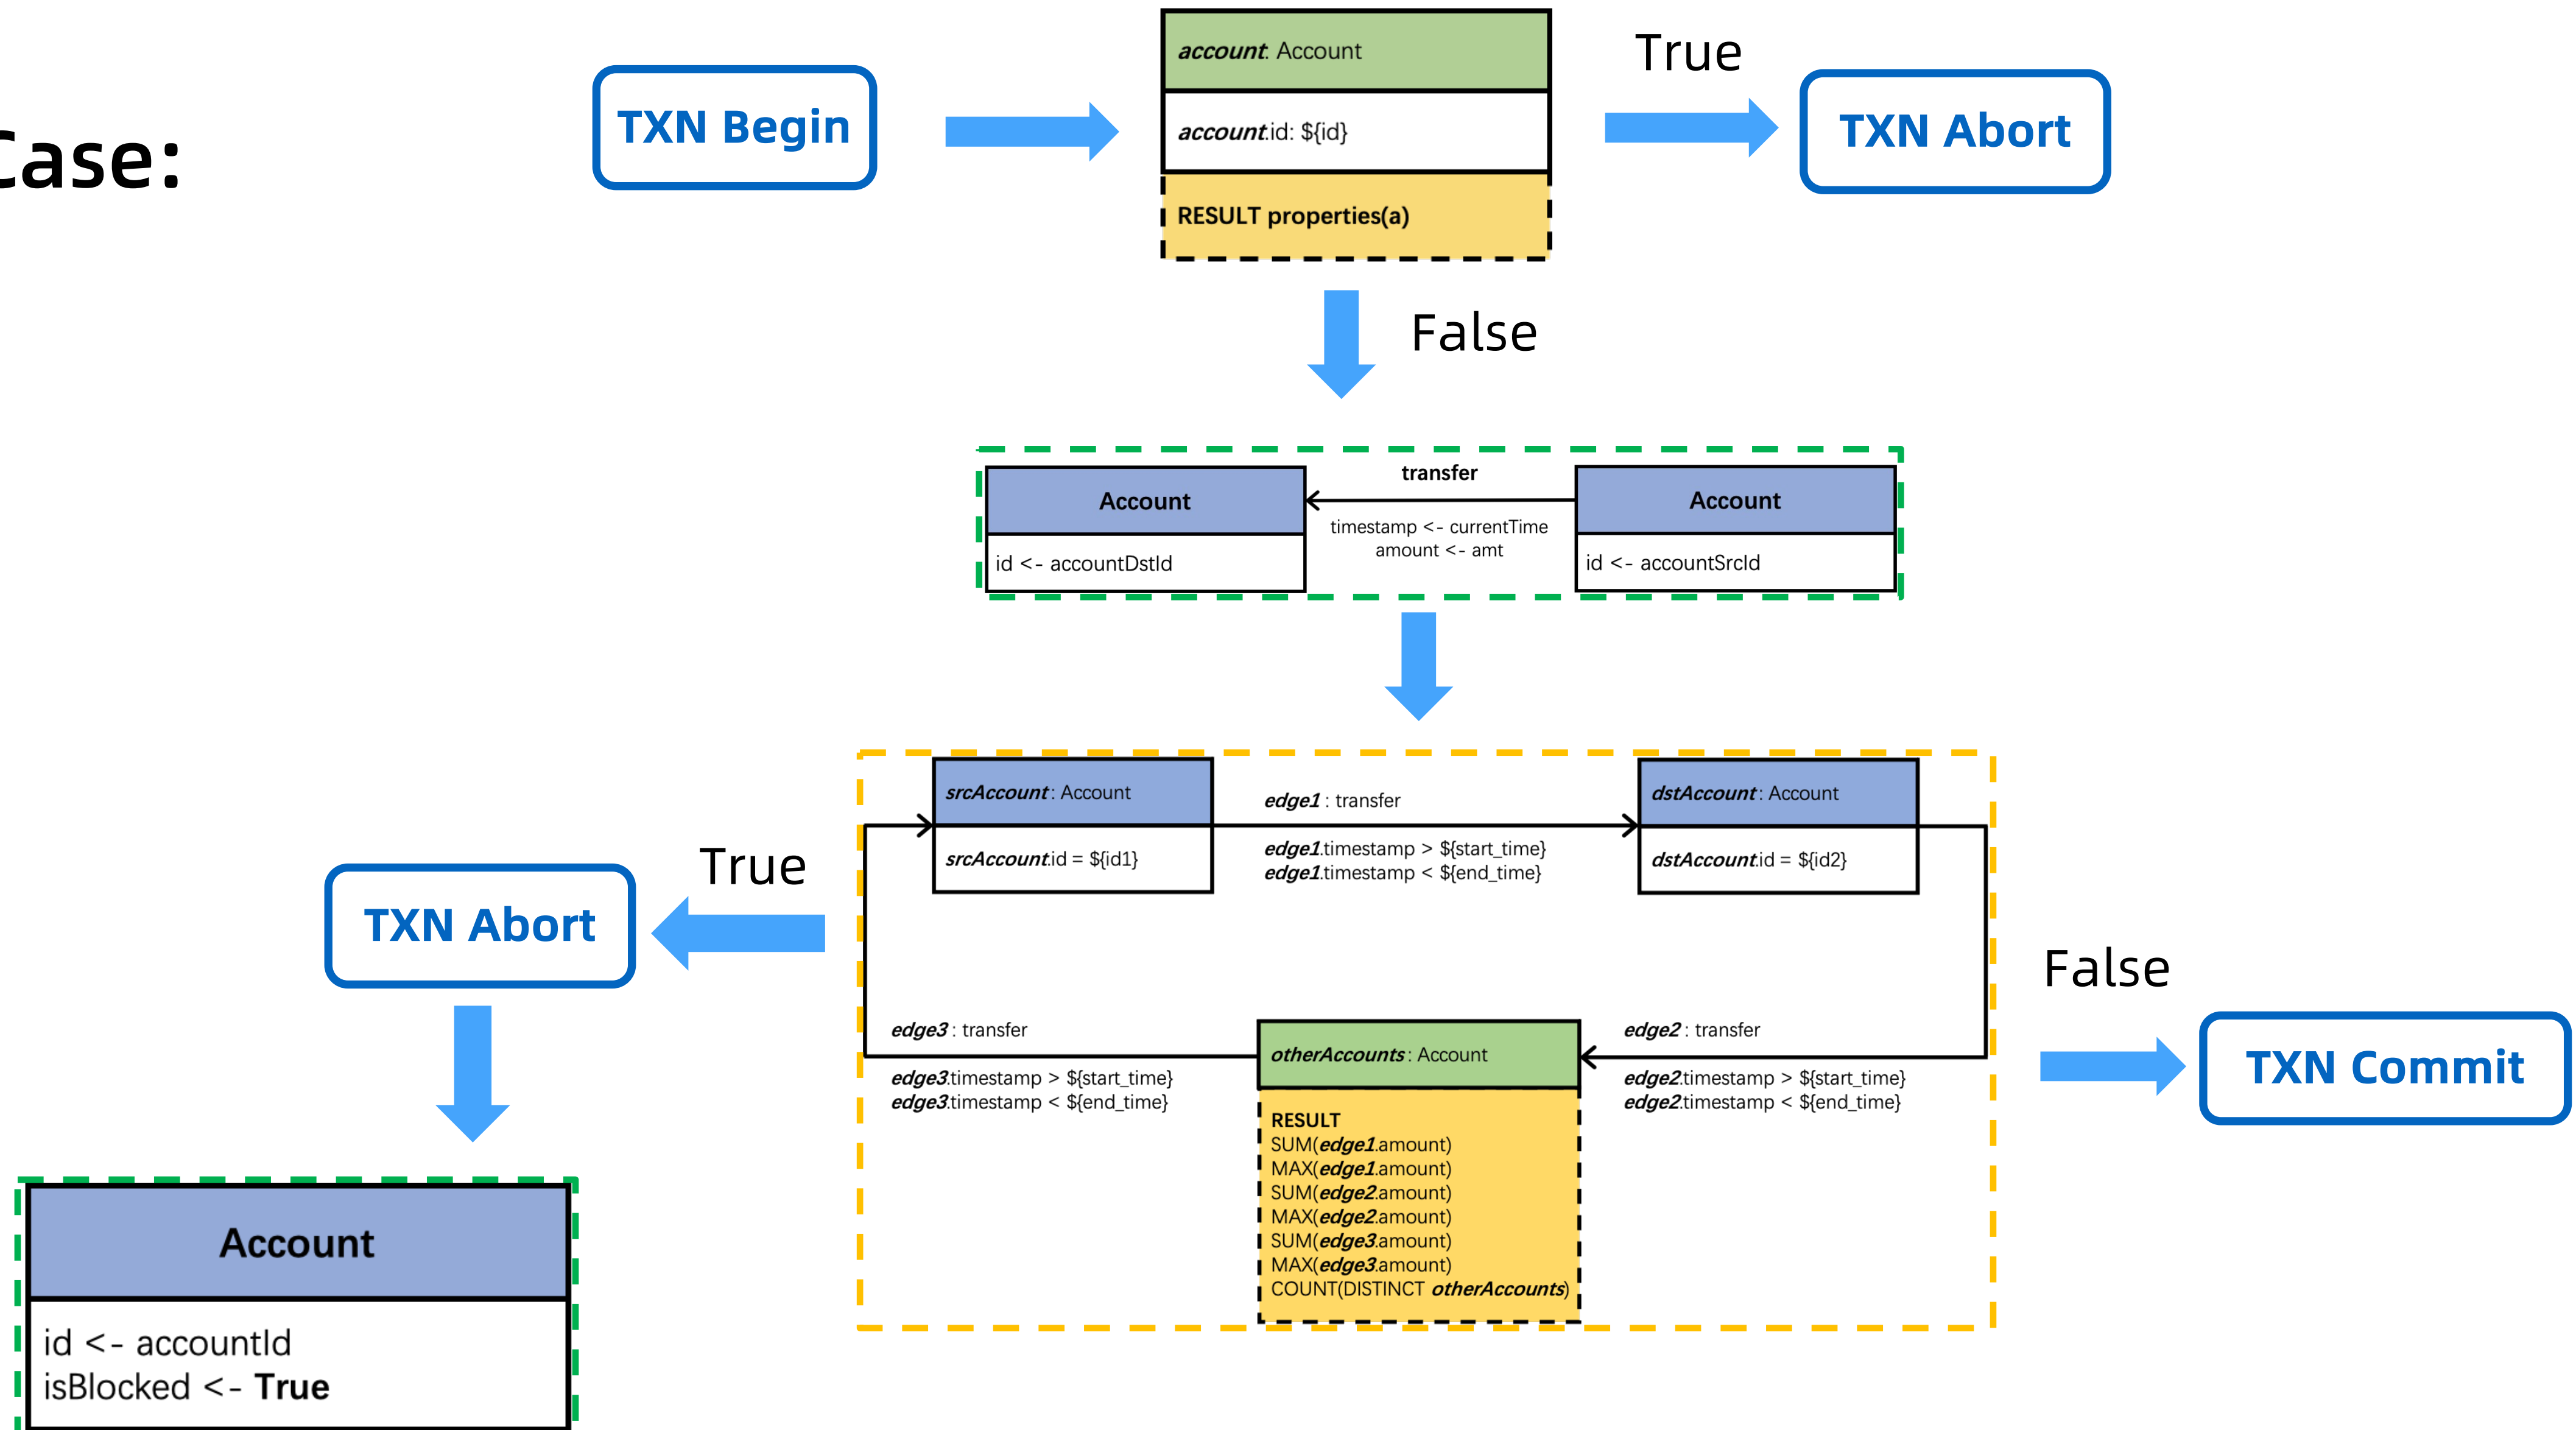 Case:
TXN Begin
account: Account
account.id: ${id}
RESULT properties(a)
True
TXN Abort
False
transfer
Account
id <- accountDstId
timestamp <- currentTime
amount <- amt
Account
id <- accountSrcId
srcAccount : Account
srcAccount.id = ${id1}
edge1 : transfer
edge1.timestamp > ${start_time}
edge1.timestamp < ${end_time}
dstAccount : Account
dstAccount.id = ${id2}
True
TXN Abort
False
TXN Commit
edge3 : transfer
edge3.timestamp > ${start_time}
edge3.timestamp < ${end_time}
otherAccounts : Account
RESULT
SUM(edge1.amount)
MAX(edge1.amount)
SUM(edge2.amount)
MAX(edge2.amount)
SUM(edge3.amount)
MAX(edge3.amount)
COUNT(DISTINCT otherAccounts)
edge2 : transfer
edge2.timestamp > ${start_time}
edge2.timestamp < ${end_time}
Account
id <- accountId
isBlocked <- True